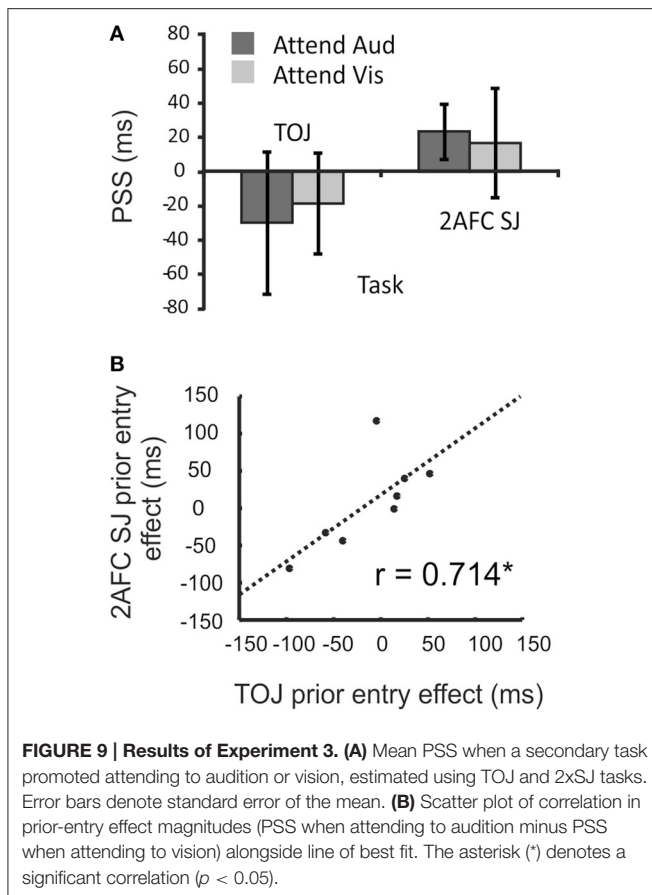 A
80
60
40
20
0
-20
-40
-60
-80
PSS (ms)
Attend Aud
Attend Vis
TOJ
2AFC SJ
Task
B
150
100
50
0
-50
-100
-150
2AFC SJ prior entry
effect (ms)
r = 0.714*
-150 -100 -50 0 50 100 150
TOJ prior entry effect (ms)
FIGURE 9 | Results of Experiment 3. (A) Mean PSS when a secondary task
promoted attending to audition or vision, estimated using TOJ and 2xSJ tasks.
Error bars denote standard error of the mean. (B) Scatter plot of correlation in
prior-entry effect magnitudes (PSS when attending to audition minus PSS
when attending to vision) alongside line of best fit. The asterisk (*) denotes a
significant correlation (p < 0.05).